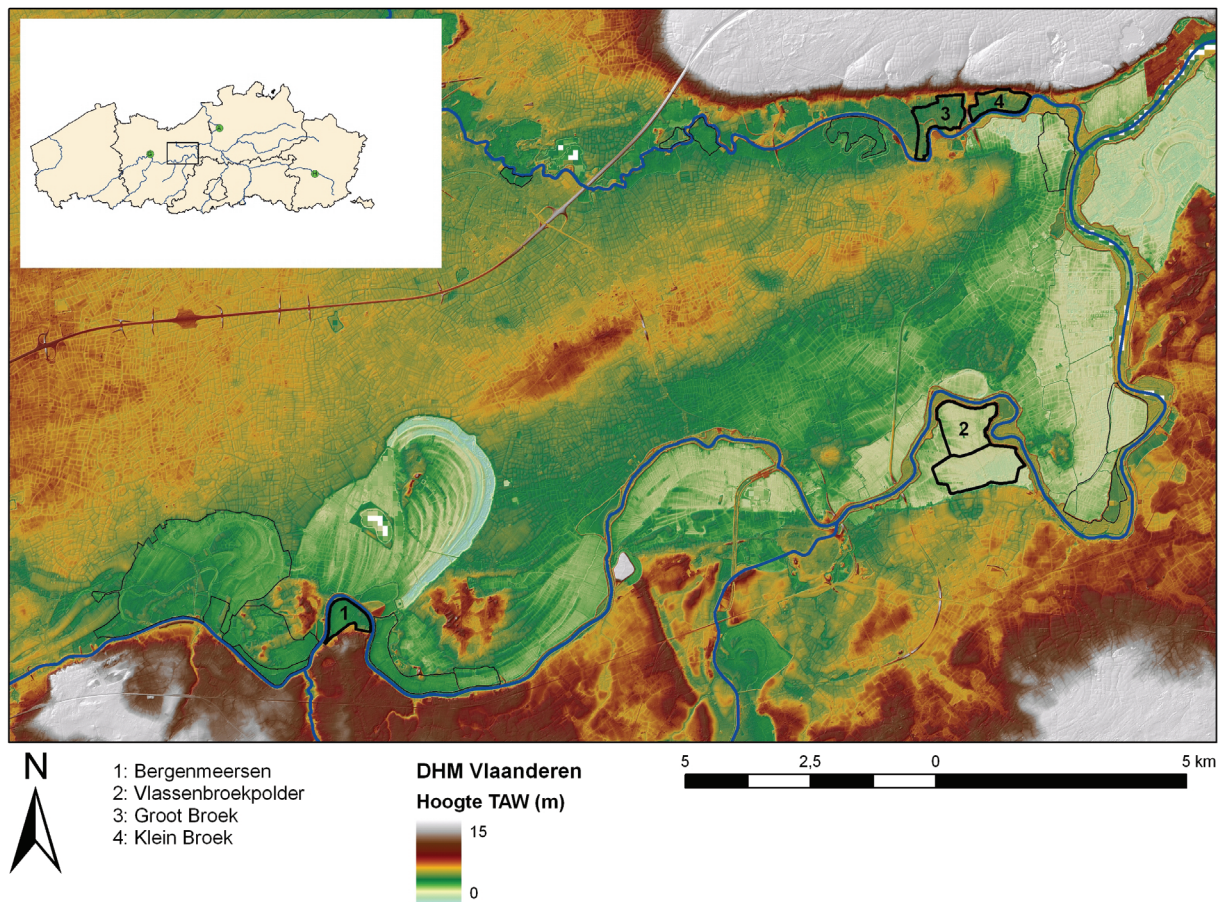 3
4
2
1
N
1: Bergenmeersen
2: Vlassenbroekpolder
3: Groot Broek
4: Klein Broek
DHM Vlaanderen
Hoogte TAW (m)
15
0
5 2,5 0 5 km